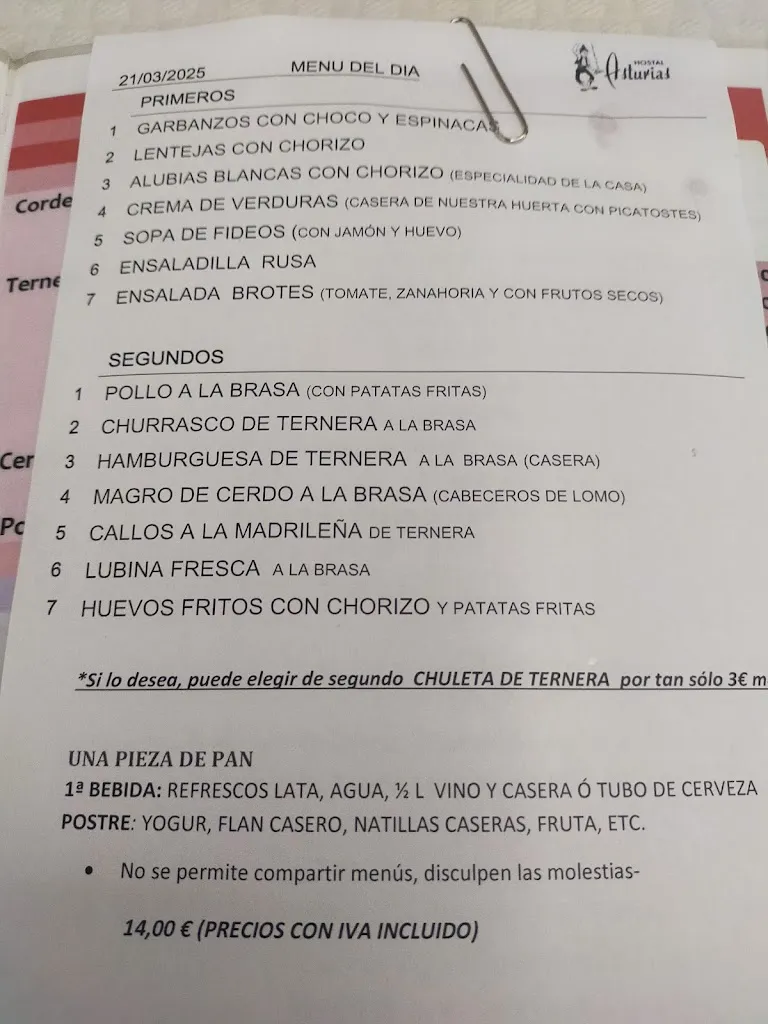 21/03/2025 MENU DEL DIA HOSTAL Asturias
PRIMEROS
1 GARBANZOS CON CHOCO Y ESPINACAS
2 LENTEJAS CON CHORIZO
3 ALUBIAS BLANCAS CON CHORIZO (ESPECIALIDAD DE LA CASA)
4 CREMA DE VERDURAS (CASERA DE NUESTRA HUERTA CON PICATOSTES)
5 SOPA DE FIDEOS (CON JAMÓN Y HUEVO)
6 ENSALADILLA RUSA
7 ENSALADA BROTES (TOMATE, ZANAHORIA Y CON FRUTOS SECOS)
SEGUNDOS
1 POLLO A LA BRASA (CON PATATAS FRITAS)
2 CHURRASCO DE TERNERA A LA BRASA
3 HAMBURGUESA DE TERNERA A LA BRASA (CASERA)
4 MAGRO DE CERDO A LA BRASA (CABECEROS DE LOMO)
5 CALLOS A LA MADRILEÑA DE TERNERA
6 LUBINA FRESCA A LA BRASA
7 HUEVOS FRITOS CON CHORIZO Y PATATAS FRITAS
*Si lo desea, puede elegir de segundo CHULETA DE TERNERA por tan sólo 3€ m
UNA PIEZA DE PAN
1ª BEBIDA: REFRESCOS LATA, AGUA, ½ L VINO Y CASERA Ó TUBO DE CERVEZA
POSTRE: YOGUR, FLAN CASERO, NATILLAS CASERAS, FRUTA, ETC.
• No se permite compartir menús, disculpen las molestias-
14,00 € (PRECIOS CON IVA INCLUIDO)
Corde
Terne
Cer
Po